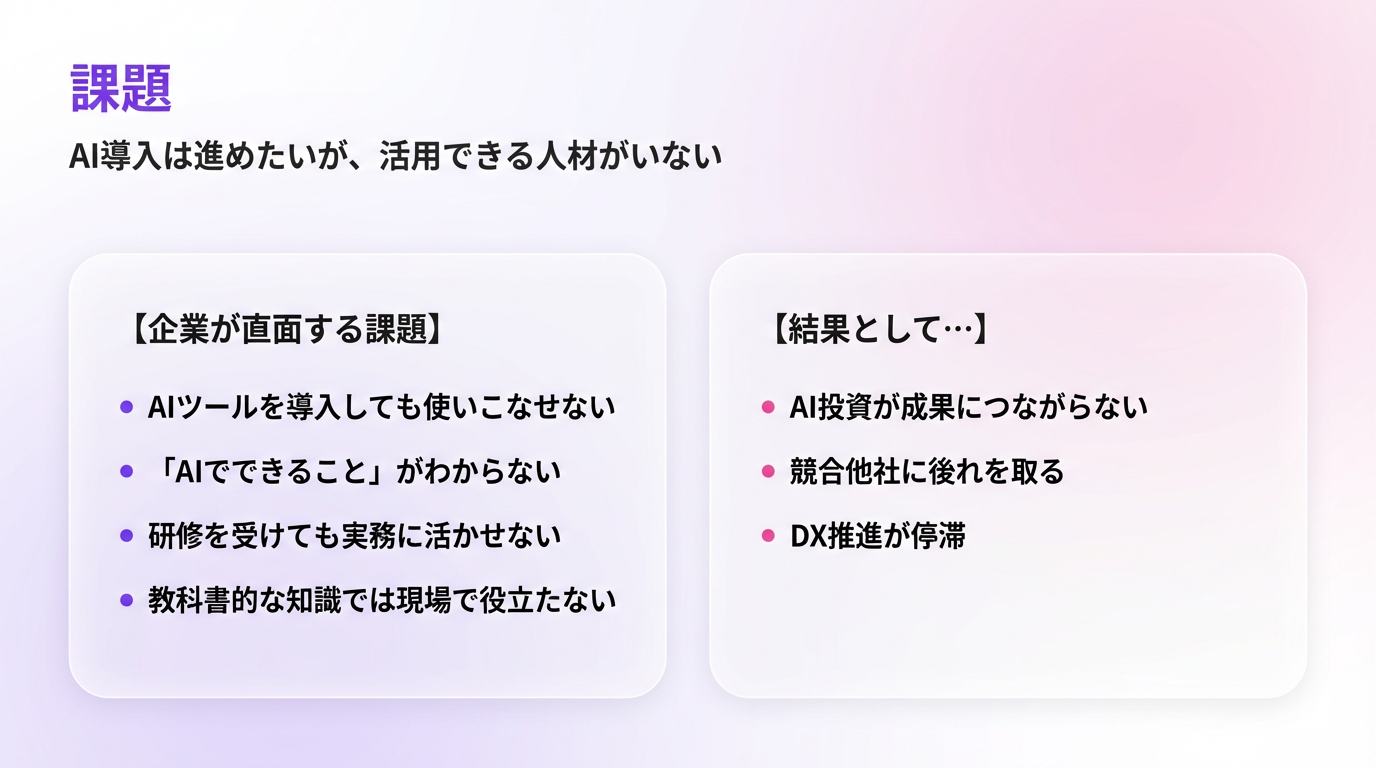 課題
AI導入は進めたいが、活用できる人材がいない
【企業が直面する課題】
• AIツールを導入しても使いこなせない
• 「AIでできること」がわからない
• 研修を受けても実務に活かせない
• 教科書的な知識では現場で役立たない
【結果として…】
• AI投資が成果につながらない
• 競合他社に後れを取る
• DX推進が停滞